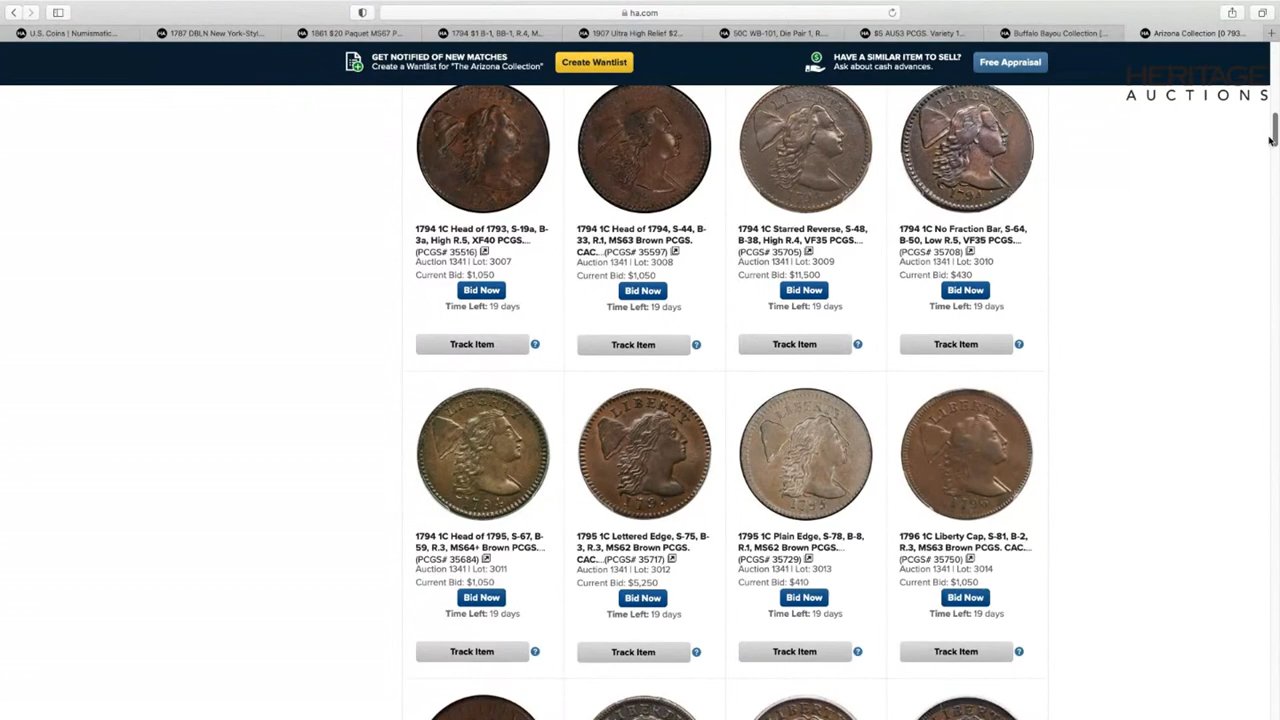 ha.com
U.S. Coins | Numismatic...
1787 DBLN New York-Styl...
1861 $20 Paquet MS67 P...
1794 $1 B-1, BB-1, R.4, M...
1907 Ultra High Relief $2...
50C WB-101, Die Pair 1, R....
$5 AU53 PCGS. Variety 1...
Buffalo Bayou Collection [...
Arizona Collection [0 793...
GET NOTIFIED OF NEW MATCHES
Create a Wantlist for "The Arizona Collection"
Create Wantlist
HAVE A SIMILAR ITEM TO SELL?
Ask about cash advances.
Free Appraisal
HERITAGE
AUCTIONS
LIBERTY
LIBERTY
1794
1794 1C Head of 1793, S-19a, B-
3a, High R.5, XF40 PCGS....
(PCGS# 35516)
Auction 1341 | Lot: 3007
Current Bid: $1,050
Bid Now
Time Left: 19 days
Track Item
1794 1C Head of 1794, S-44, B-
33, R.1, MS63 Brown PCGS.
CAC....(PCGS# 35597)
Auction 1341 | Lot: 3008
Current Bid: $1,050
Bid Now
Time Left: 19 days
Track Item
1794 1C Starred Reverse, S-48,
B-38, High R.4, VF35 PCGS....
(PCGS# 35705)
Auction 1341 | Lot: 3009
Current Bid: $11,500
Bid Now
Time Left: 19 days
Track Item
1794 1C No Fraction Bar, S-64,
B-50, Low R.5, VF35 PCGS....
(PCGS# 35708)
Auction 1341 | Lot: 3010
Current Bid: $430
Bid Now
Time Left: 19 days
Track Item
LIBERTY
1794
LIBERTY
LIBERTY
1795
LIBERTY
1796
1794 1C Head of 1795, S-67, B-
59, R.3, MS64+ Brown PCGS....
(PCGS# 35684)
Auction 1341 | Lot: 3011
Current Bid: $1,050
Bid Now
Time Left: 19 days
Track Item
1795 1C Lettered Edge, S-75, B-
3, R.3, MS62 Brown PCGS.
CAC....(PCGS# 35717)
Auction 1341 | Lot: 3012
Current Bid: $5,250
Bid Now
Time Left: 19 days
Track Item
1795 1C Plain Edge, S-78, B-8,
R.1, MS62 Brown PCGS....
(PCGS# 35729)
Auction 1341 | Lot: 3013
Current Bid: $410
Bid Now
Time Left: 19 days
Track Item
1796 1C Liberty Cap, S-81, B-2,
R.3, MS63 Brown PCGS. CAC....
(PCGS# 35750)
Auction 1341 | Lot: 3014
Current Bid: $1,050
Bid Now
Time Left: 19 days
Track Item